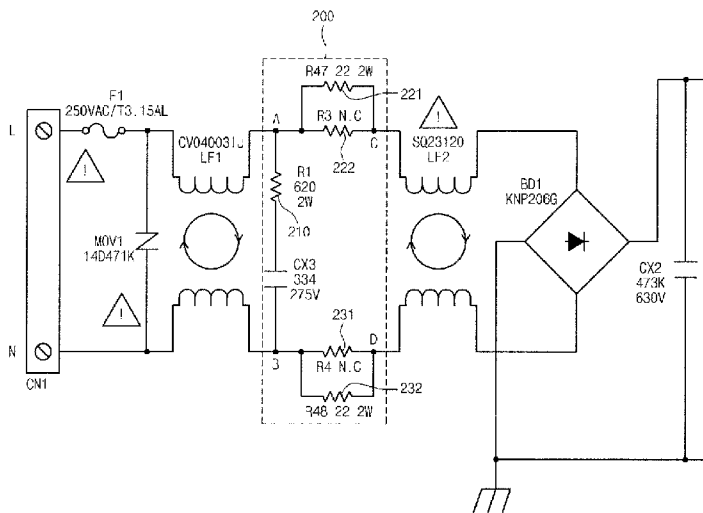 200
R47 22 2W
221
F1
250VAC/T3.15AL
L
A
R3 N.C
C
222
!
CV04003IJ
LF1
!
SQ23120
LF2
R1
620
2W
210
BD1
KNP206G
MOV1
14D471K
CX3
334
275V
CX2
473K
630V
!
231
N
B
R4 N.C
D
CN1
R48 22 2W
232